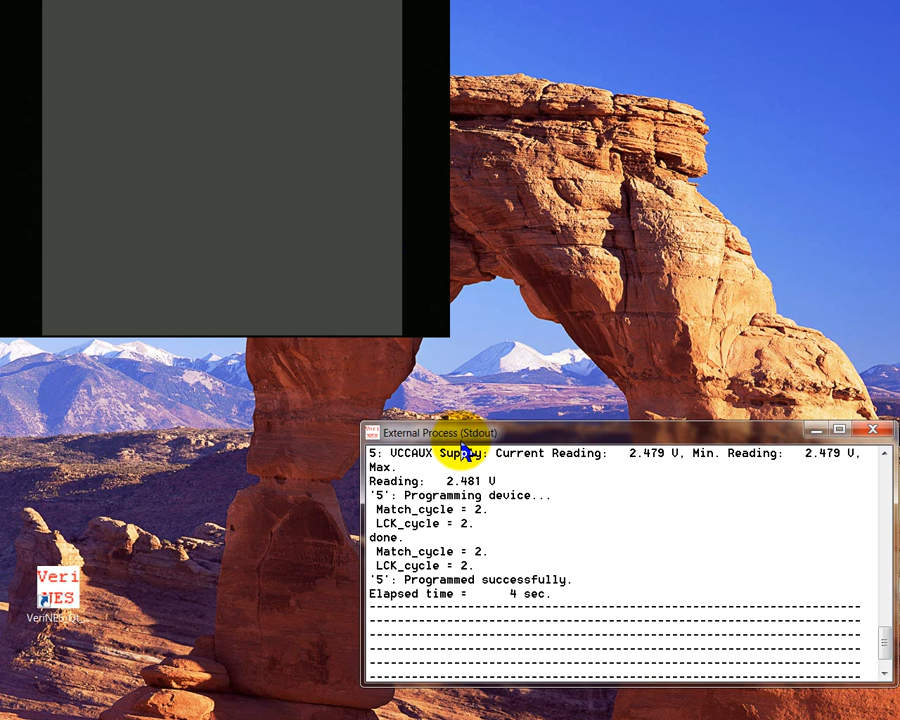 External Process (Stdout)
5: VCCAUX Supply: Current Reading:   2.479 V, Min. Reading:   2.479 V,
Max.
Reading:   2.481 V
'5': Programming device...
 Match_cycle = 2.
 LCK_cycle = 2.
done.
 Match_cycle = 2.
 LCK_cycle = 2.
'5': Programmed successfully.
Elapsed time =      4 sec.
-----------------------------------------------------------------------
-----------------------------------------------------------------------
-----------------------------------------------------------------------
-----------------------------------------------------------------------
-----------------------------------------------------------------------
-----------------------------------------------------------------------
Veri
NES